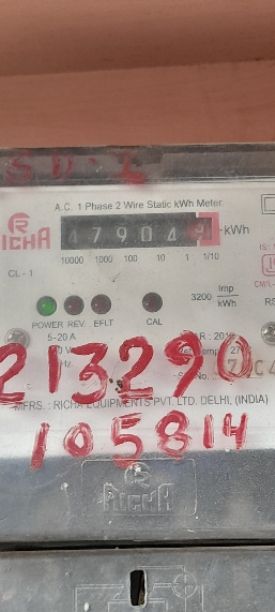 A.C. 1 Phase 2 Wire Static kWh Meter
RICHA
47904 kWh
10000 1000 100 10 1 1/10
CL - 1
3200 Imp/kWh
POWER REV. EFLT CAL
5-20 A
213290
MFRS. : RICHA EQUIPMENTS PVT. LTD. DELHI, (INDIA)
105814
R
RICHA